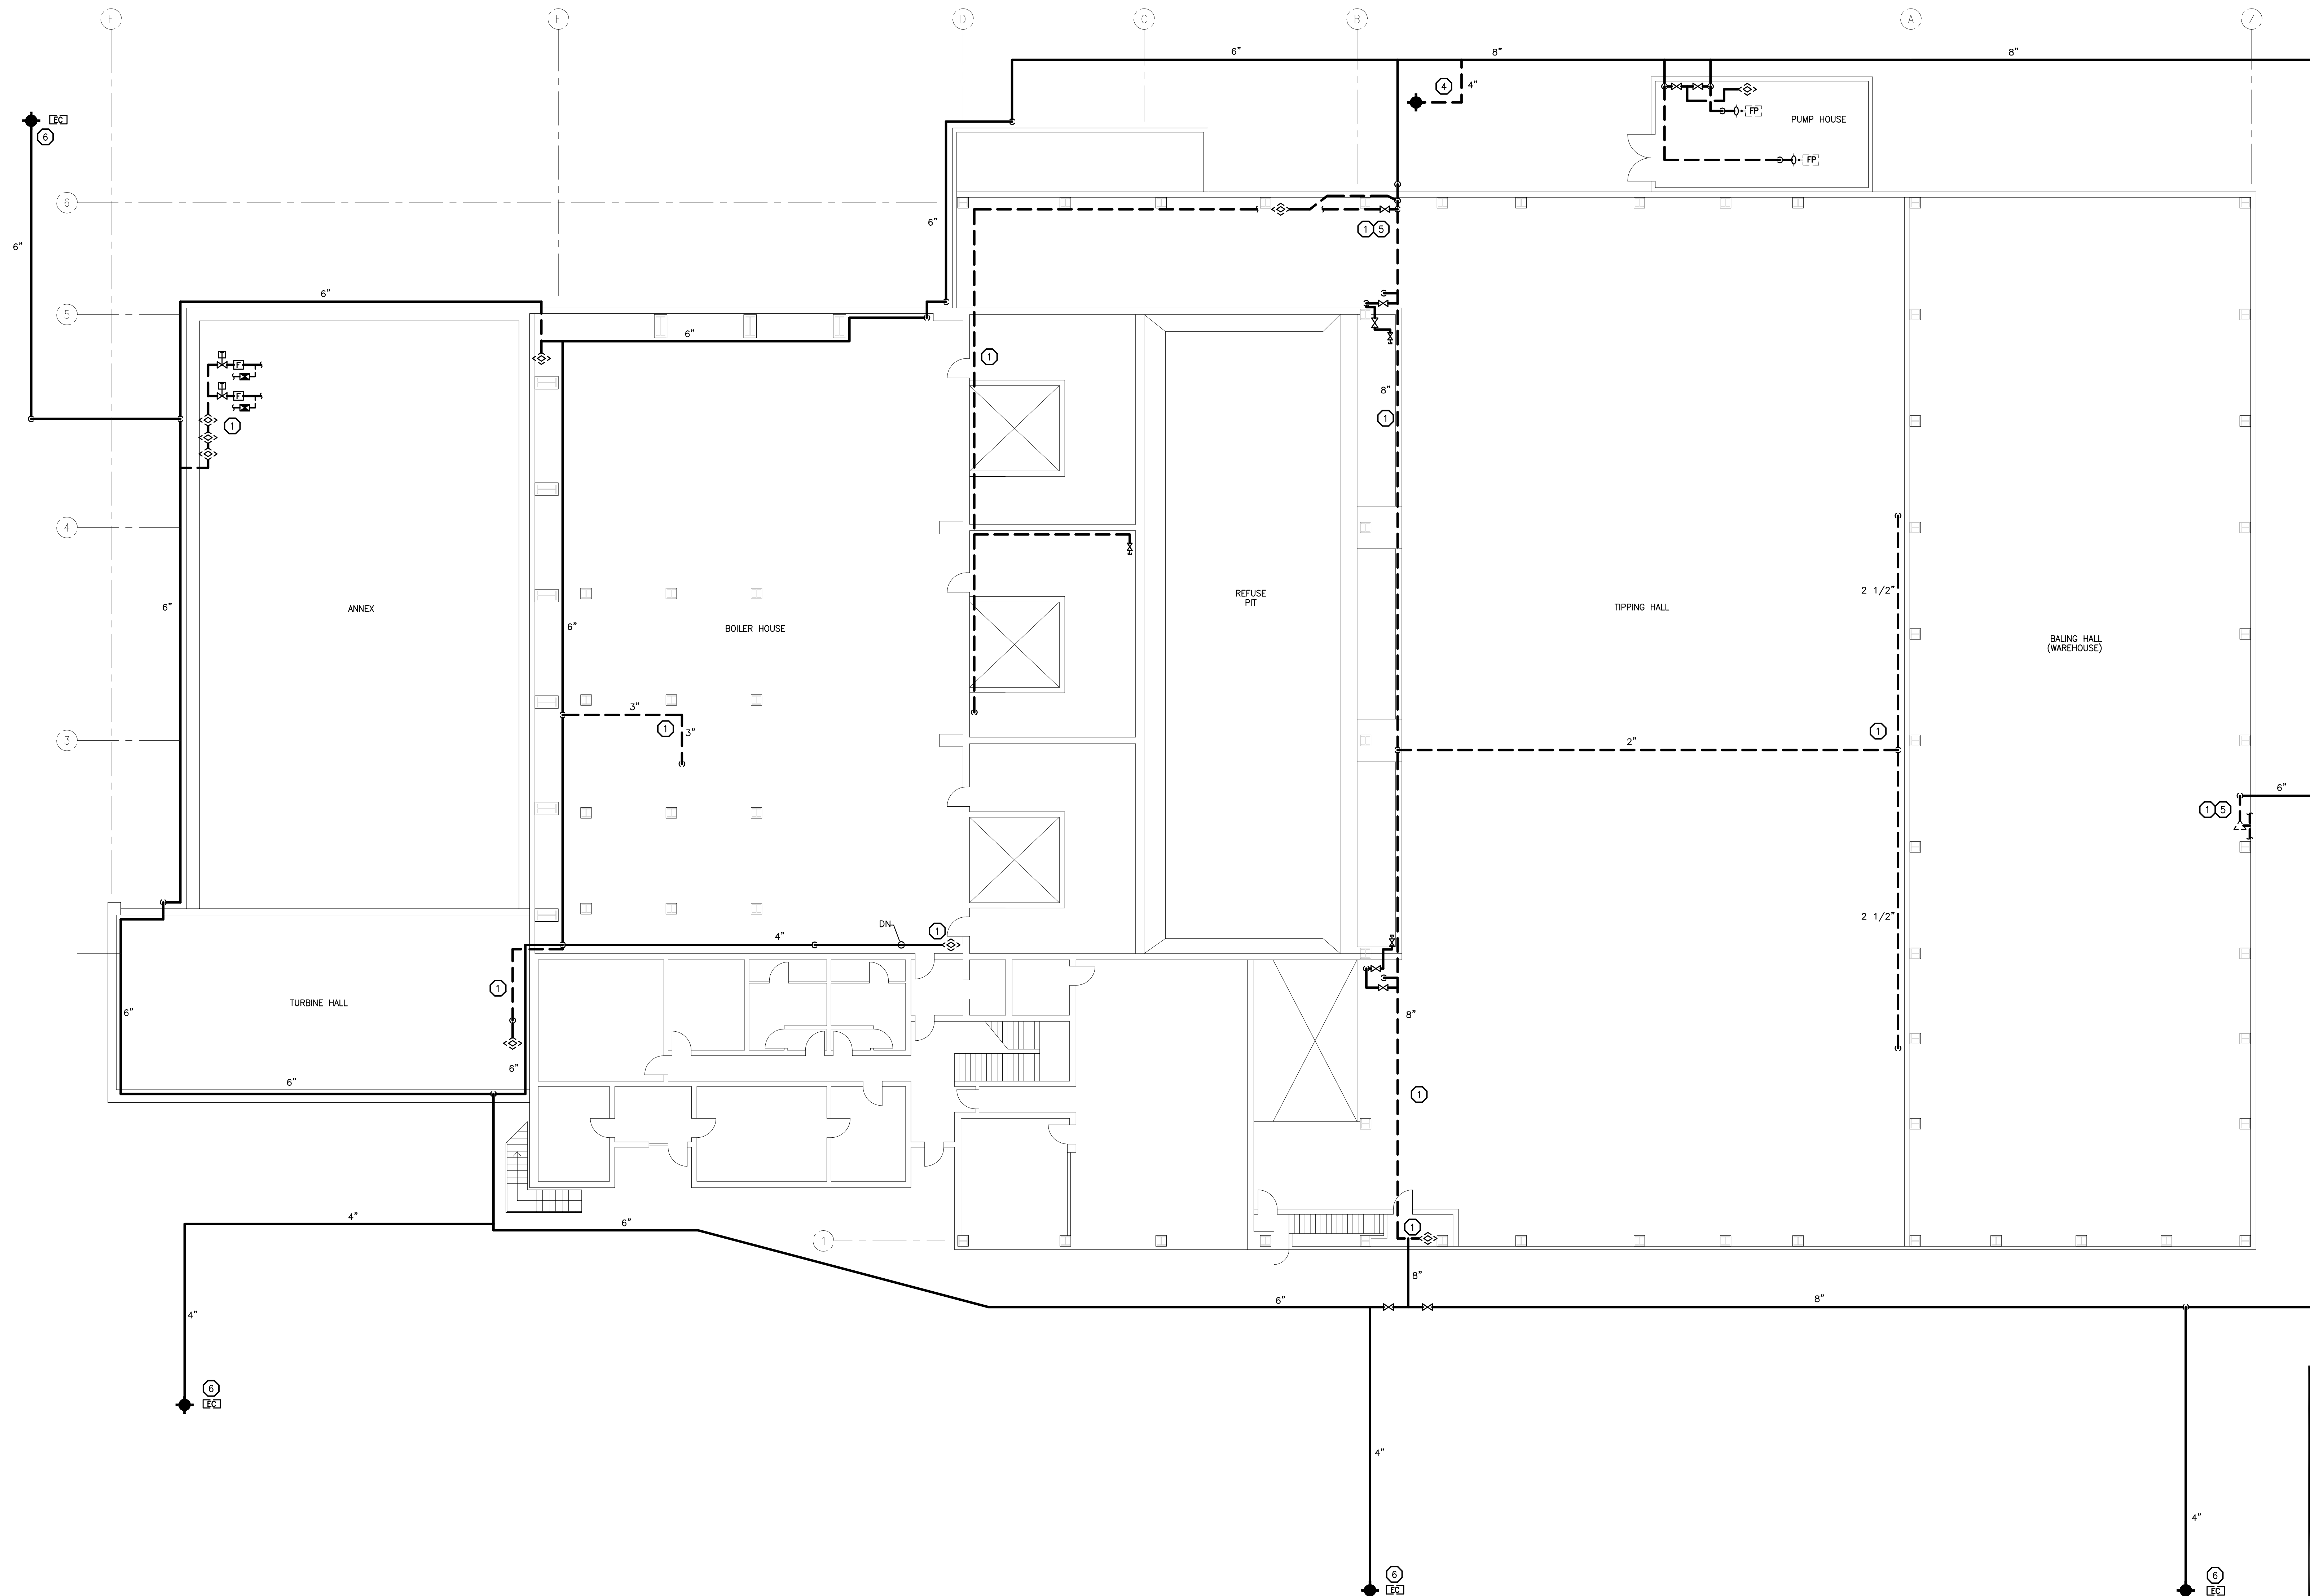 F
E
D
C
B
A
Z
6"
8"
8"
4
4"
EC
6
FP
PUMP HOUSE
FP
6
6"
6"
1
5
6"
5
6"
1
8"
T
F
T
F
1
1
4
2 1/2"
REFUSE
PIT
6"
ANNEX
TIPPING HALL
6"
BOILER HOUSE
BALING HALL
(WAREHOUSE)
3"
1
3"
1
3
2"
6"
1
5
2 1/2"
DN
1
4"
1
TURBINE HALL
6"
8"
6"
6"
1
4"
6"
1
1
8"
6"
8"
4"
6
EC
4"
4"
6
EC
6
EC